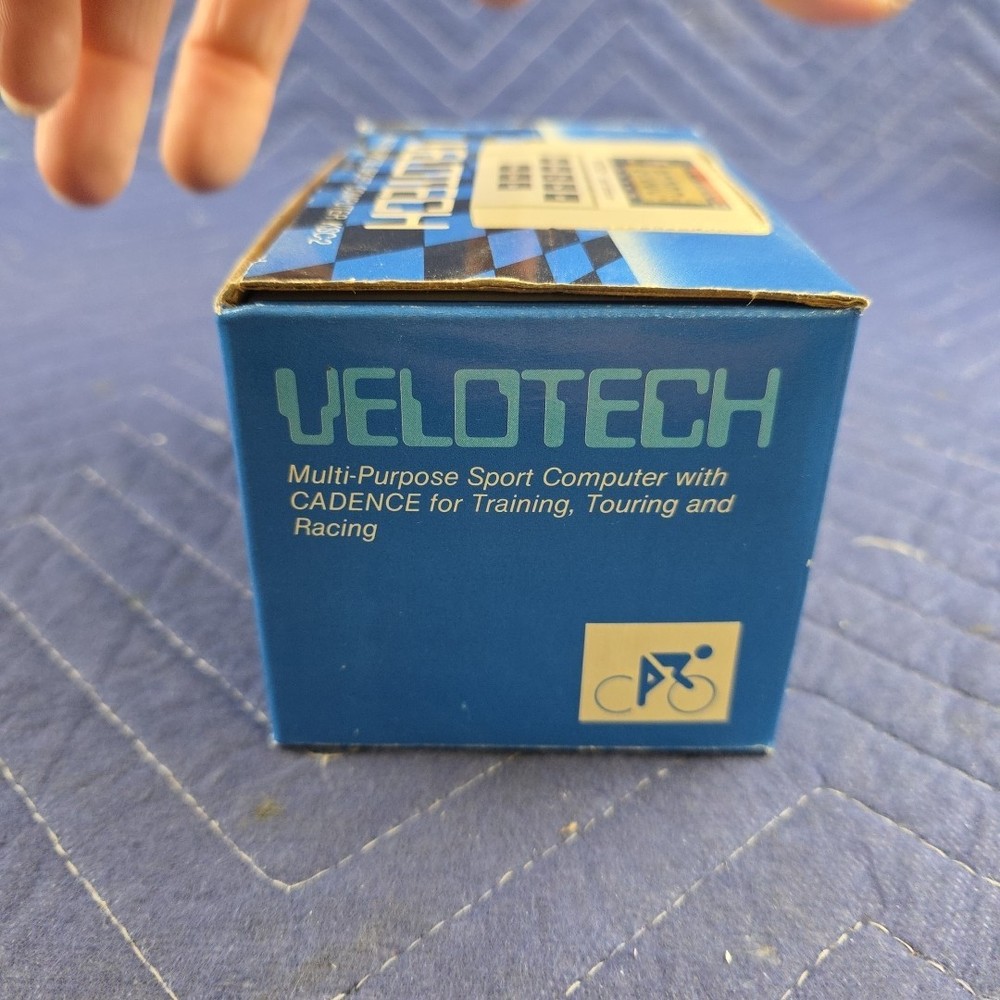 VELOTECH
VELOTECH
Multi-Purpose Sport Computer with
CADENCE for Training, Touring and
Racing